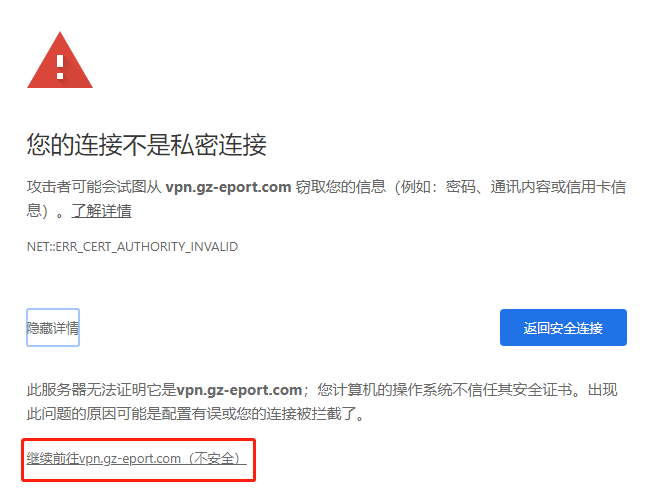 您的连接不是私密连接
攻击者可能会试图从 vpn.gz-eport.com 窃取您的信息（例如：密码、通讯内容或信用卡信
息）。了解详情
NET::ERR_CERT_AUTHORITY_INVALID
隐藏详情
返回安全连接
此服务器无法证明它是vpn.gz-eport.com；您计算机的操作系统不信任其安全证书。出现
此问题的原因可能是配置有误或您的连接被拦截了。
继续前往vpn.gz-eport.com（不安全）